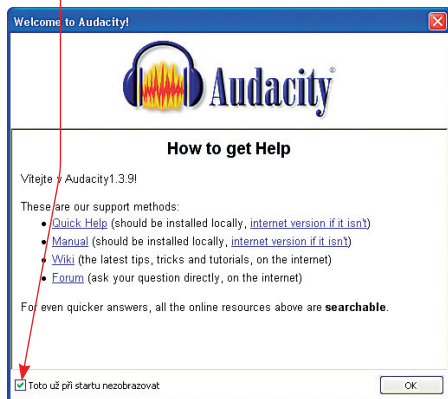 Welcome to Audacity!
Audacity®
How to get Help
Vítejte v Audacity1.3.9!
These are our support methods:
• Quick Help (should be installed locally, internet version if it isn't)
• Manual (should be installed locally, internet version if it isn't)
• Wiki (the latest tips, tricks and tutorials, on the internet)
• Forum (ask your question directly, on the internet)
For even quicker answers, all the online resources above are searchable.
Toto už při startu nezobrazovat
OK